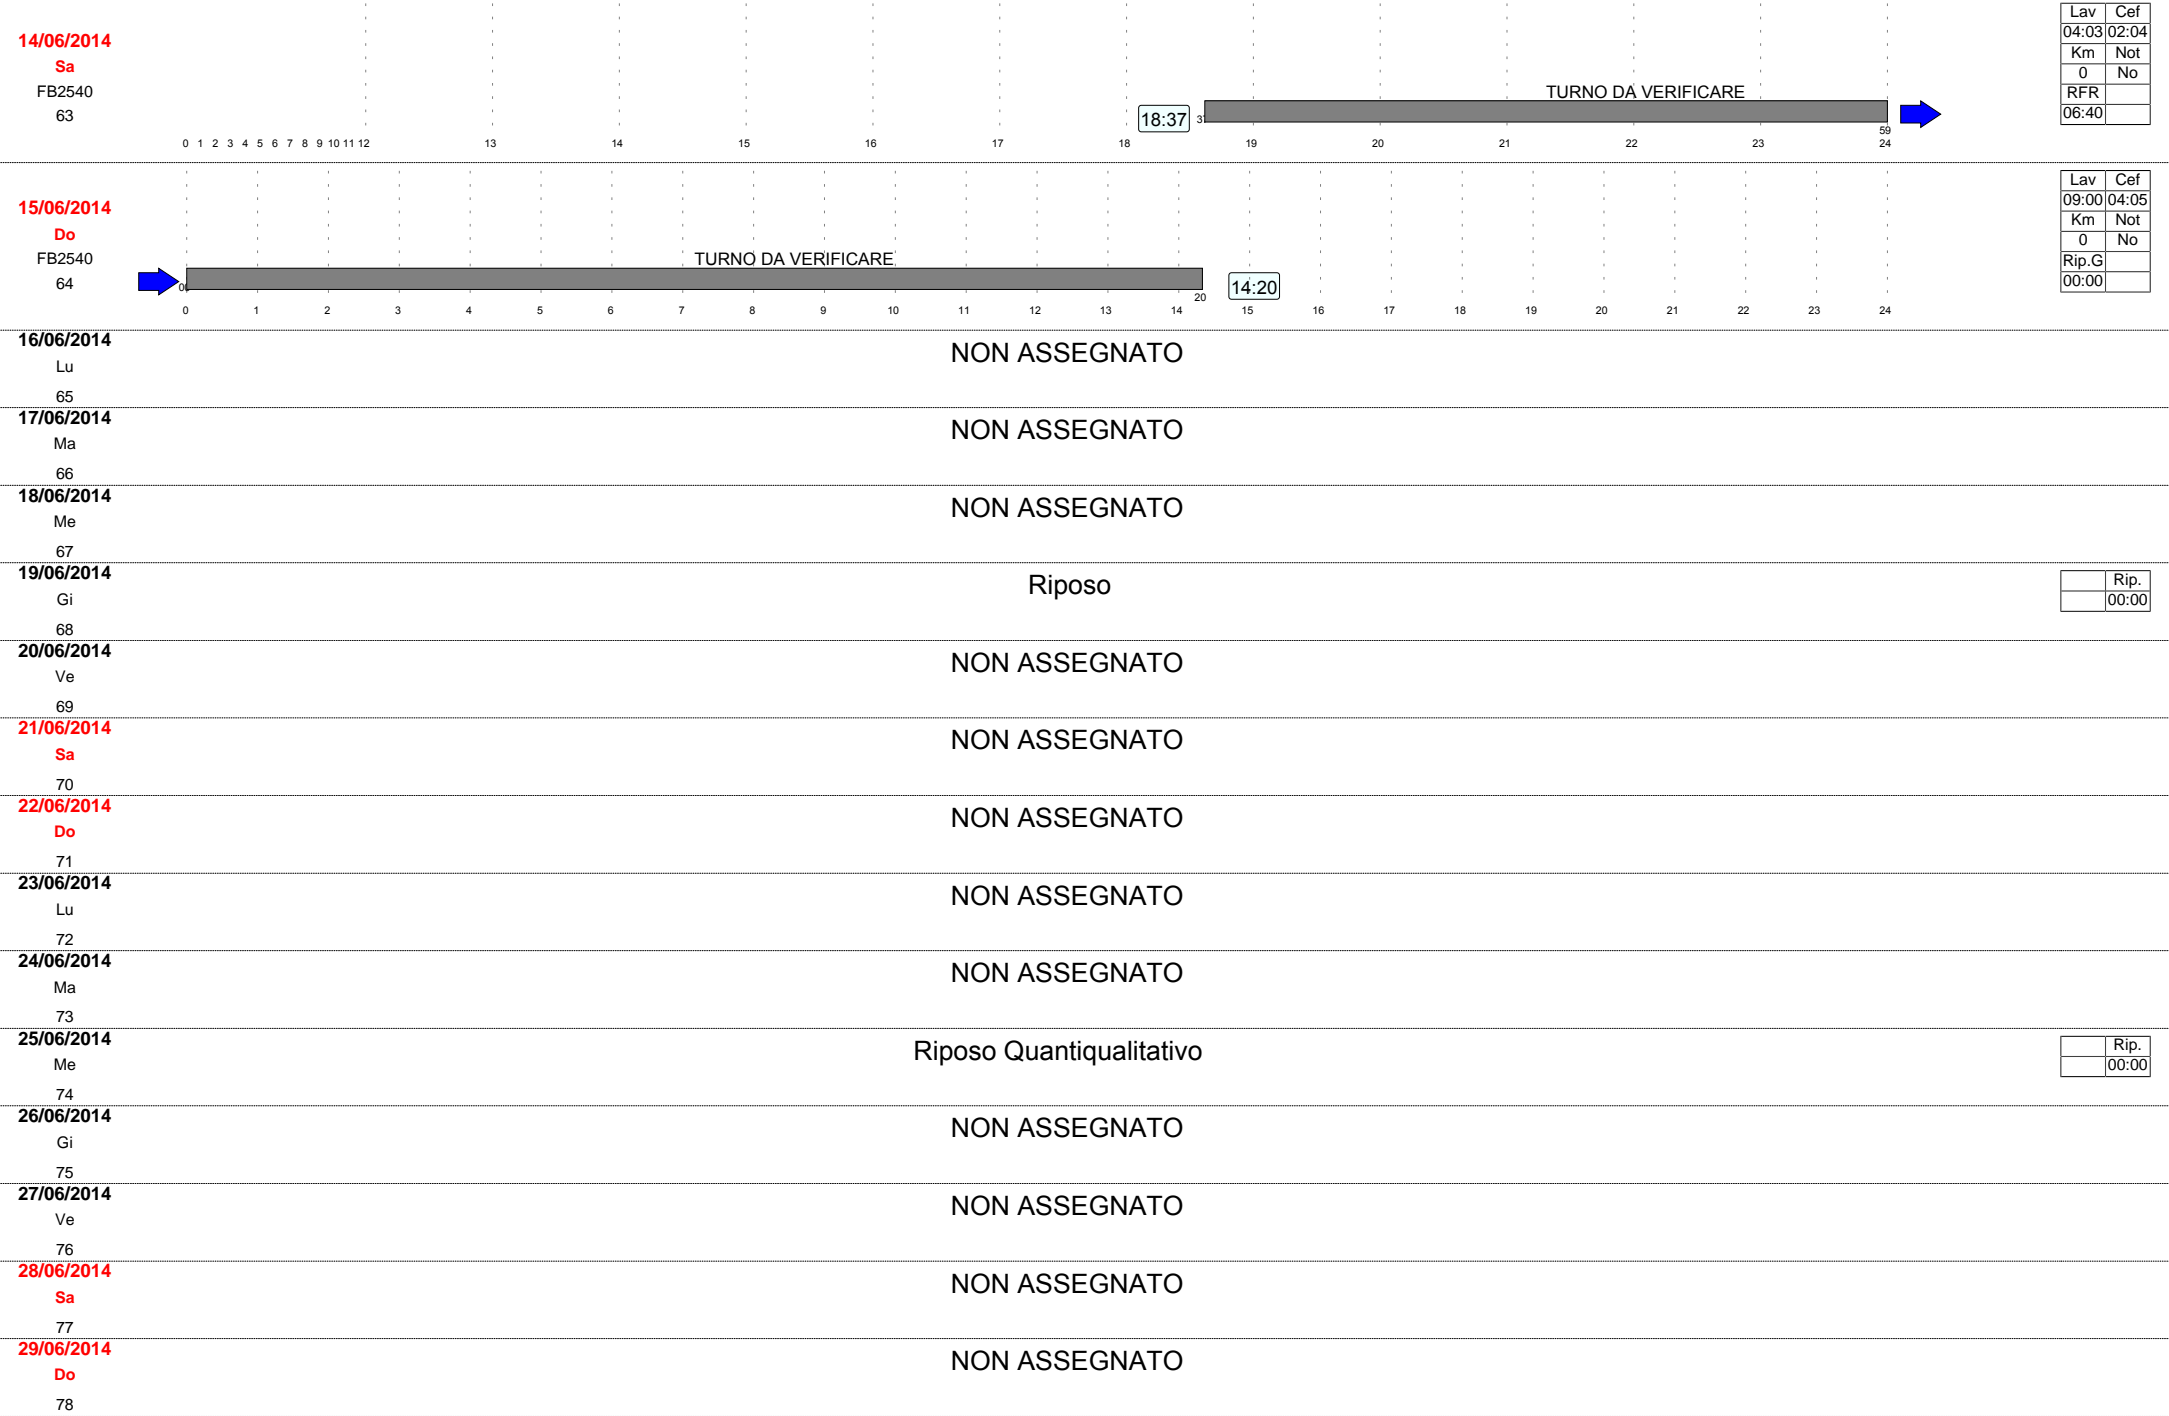 14/06/2014
Sa
FB2540
63
TURNO DA VERIFICARE
18:37
37
59
0 1 2 3 4 5 6 7 8 9 10 11 12 13 14 15 16 17 18 19 20 21 22 23 24
Lav Cef
04:03 02:04
Km Not
0 No
RFR
06:40
15/06/2014
Do
FB2540
64
TURNO DA VERIFICARE
00
20
14:20
0 1 2 3 4 5 6 7 8 9 10 11 12 13 14 15 16 17 18 19 20 21 22 23 24
Lav Cef
09:00 04:05
Km Not
0 No
Rip.G
00:00
16/06/2014
Lu
65
NON ASSEGNATO
17/06/2014
Ma
66
NON ASSEGNATO
18/06/2014
Me
67
NON ASSEGNATO
19/06/2014
Gi
68
Riposo
Rip.
00:00
20/06/2014
Ve
69
NON ASSEGNATO
21/06/2014
Sa
70
NON ASSEGNATO
22/06/2014
Do
71
NON ASSEGNATO
23/06/2014
Lu
72
NON ASSEGNATO
24/06/2014
Ma
73
NON ASSEGNATO
25/06/2014
Me
74
Riposo Quantiqualitativo
Rip.
00:00
26/06/2014
Gi
75
NON ASSEGNATO
27/06/2014
Ve
76
NON ASSEGNATO
28/06/2014
Sa
77
NON ASSEGNATO
29/06/2014
Do
78
NON ASSEGNATO